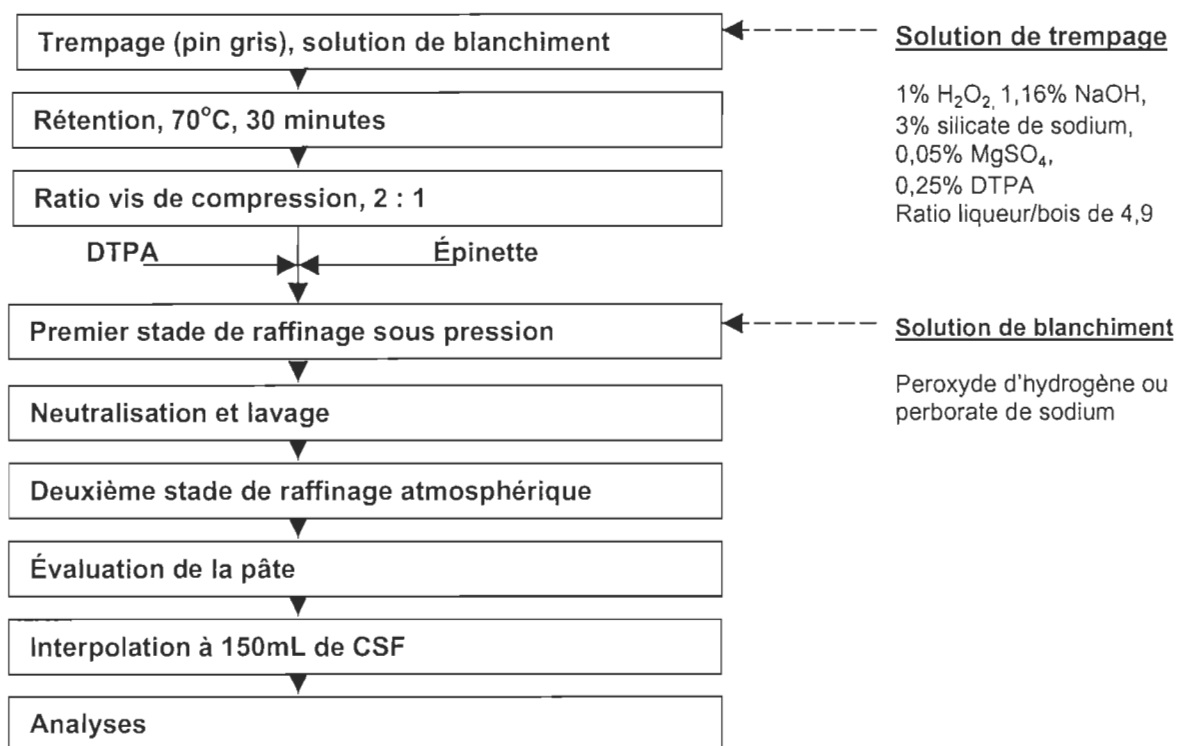 Trempage (pin gris), solution de blanchiment
Rétention, 70°C, 30 minutes
Ratio vis de compression, 2 : 1
DTPA
Épinette
Premier stade de raffinage sous pression
Neutralisation et lavage
Deuxième stade de raffinage atmosphérique
Évaluation de la pâte
Interpolation à 150mL de CSF
Analyses
Solution de trempage
1% H₂O₂, 1,16% NaOH,
3% silicate de sodium,
0,05% MgSO₄,
0,25% DTPA
Ratio liqueur/bois de 4,9
Solution de blanchiment
Peroxyde d'hydrogène ou
perborate de sodium